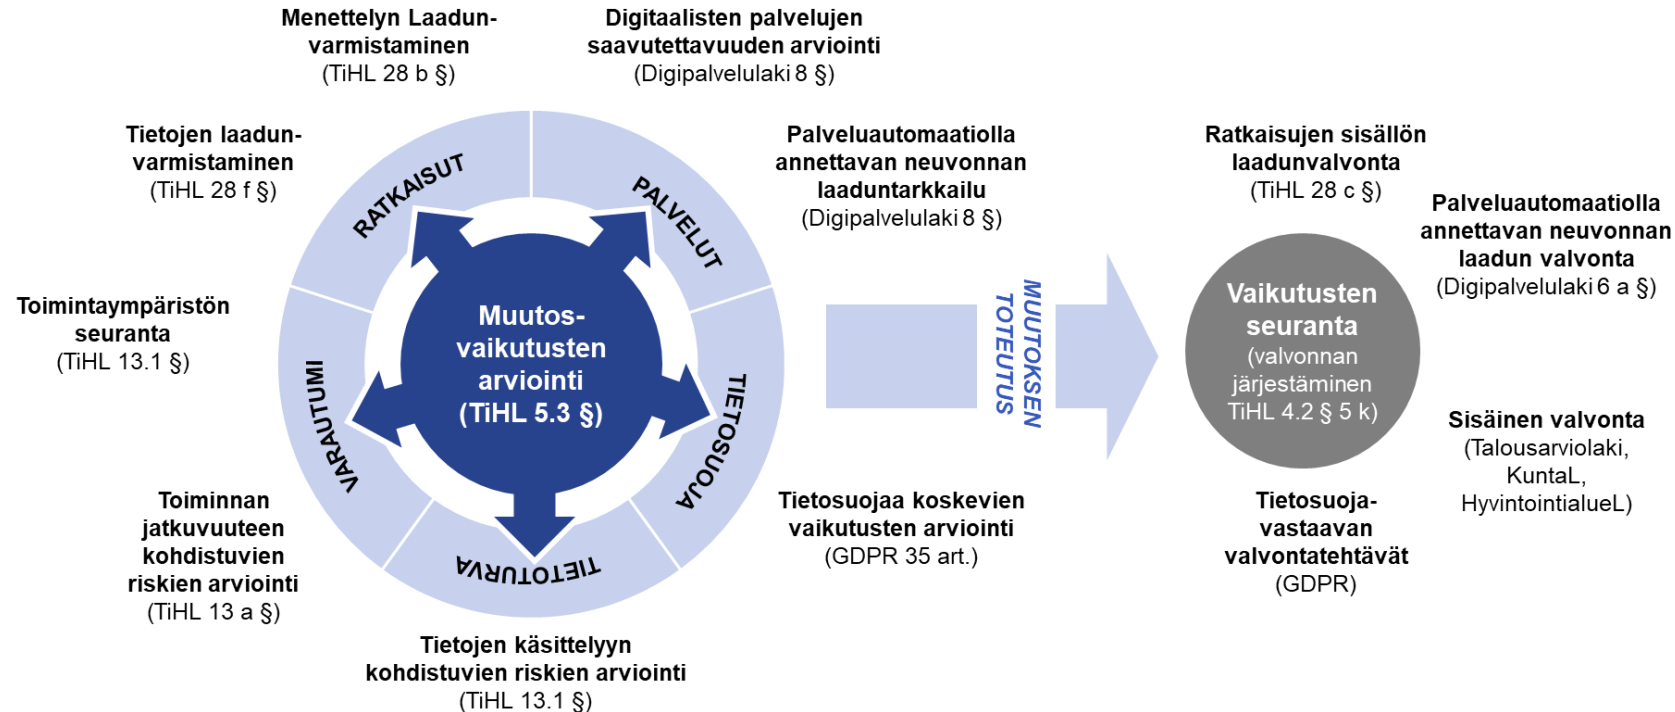 Menettelyn Laadun-
varmistaminen
(TiHL 28 b §)
Digitaalisten palvelujen
saavutettavuuden arviointi
(Digipalvelulaki 8 §)
Tietojen laadun-
varmistaminen
(TiHL 28 f §)
Palveluautomaatiolla
annettavan neuvonnan
laaduntarkkailu
(Digipalvelulaki 8 §)
Toimintaympäristön
seuranta
(TiHL 13.1 §)
RATKAISUT
PALVELUT
TIETOSUOJA
TIETOTURVA
VARAUTUMI
Muutos-
vaikutusten
arviointi
(TiHL 5.3 §)
Toiminnan
jatkuvuuteen
kohdistuvien
riskien arviointi
(TiHL 13 a §)
Tietojen käsittelyyn
kohdistuvien riskien arviointi
(TiHL 13.1 §)
Tietosuojaa koskevien
vaikutusten arviointi
(GDPR 35 art.)
MUUTOKSEN
TOTEUTUS
Ratkaisujen sisällön
laadunvalvonta
(TiHL 28 c §)
Palveluautomaatiolla
annettavan neuvonnan
laadun valvonta
(Digipalvelulaki 6 a §)
Vaikutusten
seuranta
(valvonnan
järjestäminen
TiHL 4.2 § 5 k)
Sisäinen valvonta
(Talousarviolaki,
KuntaL,
HyvintointialueL)
Tietosuoja-
vastaavan
valvontatehtävät
(GDPR)